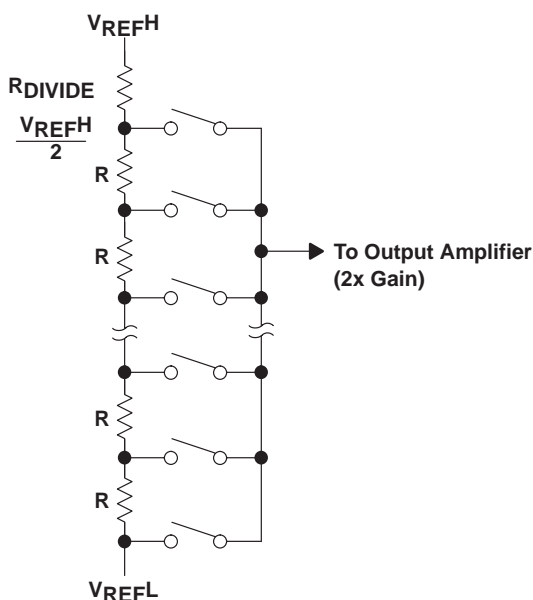 VREFH
RDIVIDE
VREFH
2
R
R
To Output Amplifier
(2x Gain)
R
R
VREFL